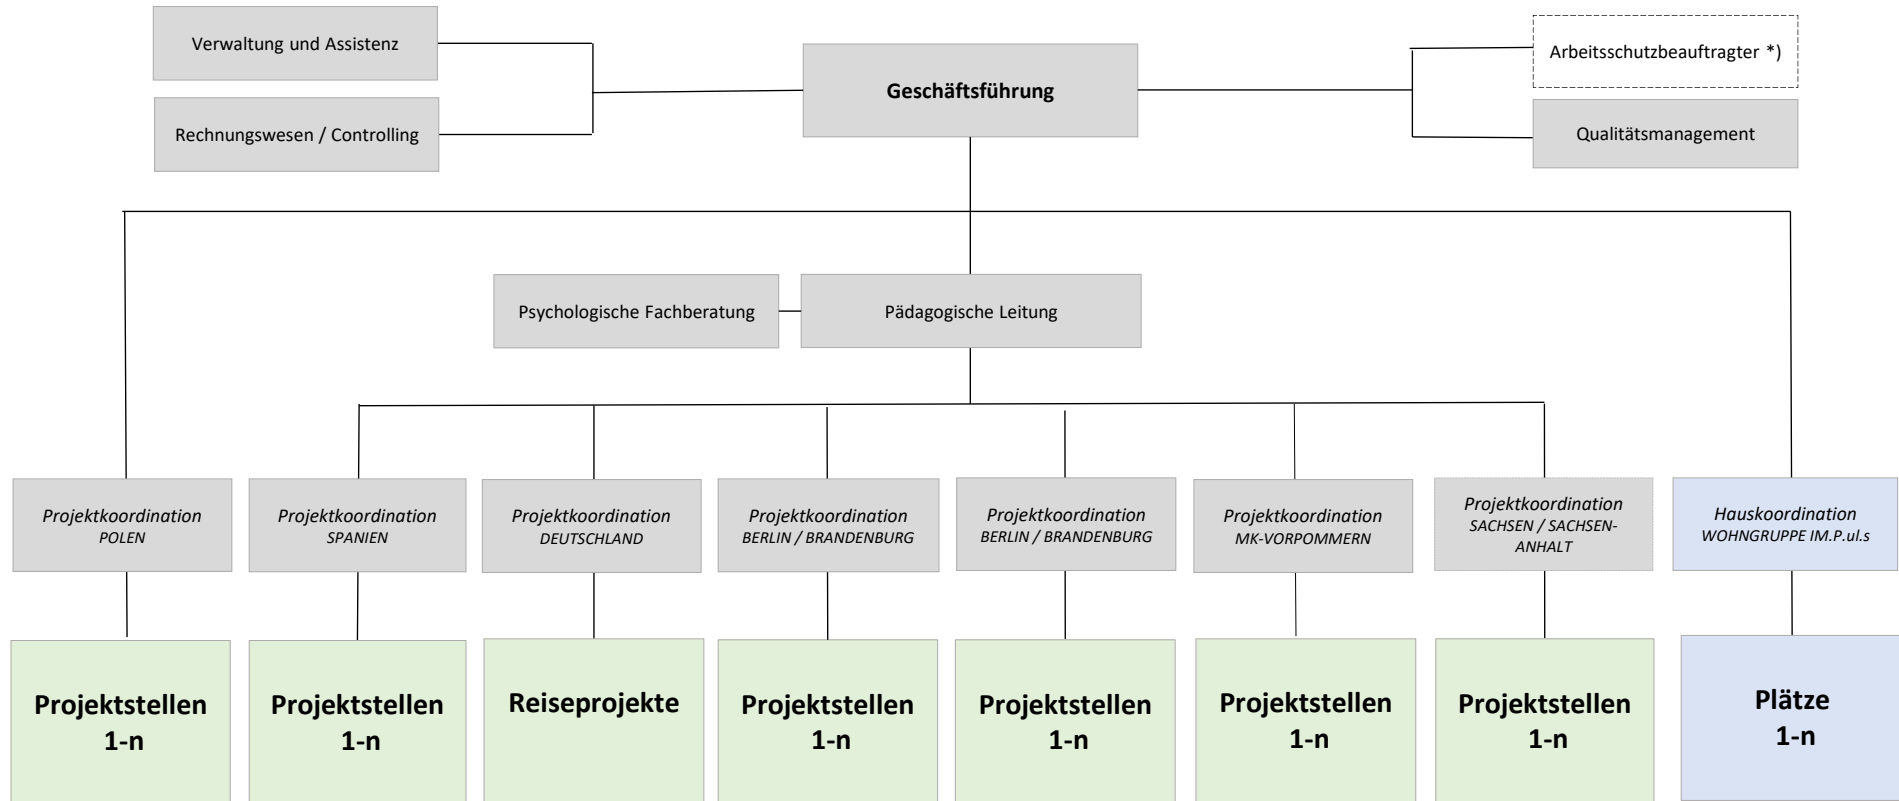 Verwaltung und Assistenz
Rechnungswesen / Controlling
Geschäftsführung
Arbeitsschutzbeauftragter *)
Qualitätsmanagement
Psychologische Fachberatung
Pädagogische Leitung
Projektkoordination
POLEN
Projektkoordination
SPANIEN
Projektkoordination
DEUTSCHLAND
Projektkoordination
BERLIN / BRANDENBURG
Projektkoordination
BERLIN / BRANDENBURG
Projektkoordination
MK-VORPOMMERN
Projektkoordination
SACHSEN / SACHSEN-
ANHALT
Hauskoordination
WOHNGRUPPE IM.P.ul.s
Projektstellen
1-n
Projektstellen
1-n
Reiseprojekte
Projektstellen
1-n
Projektstellen
1-n
Projektstellen
1-n
Projektstellen
1-n
Plätze
1-n